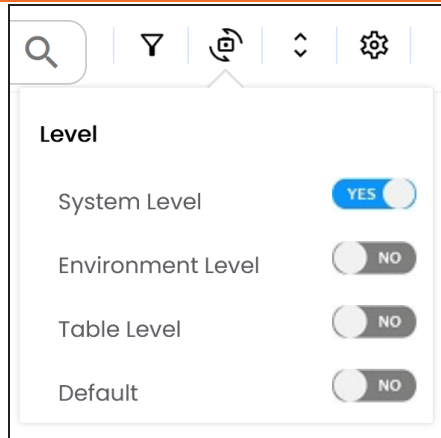 Level
System Level YES
Environment Level NO
Table Level NO
Default NO